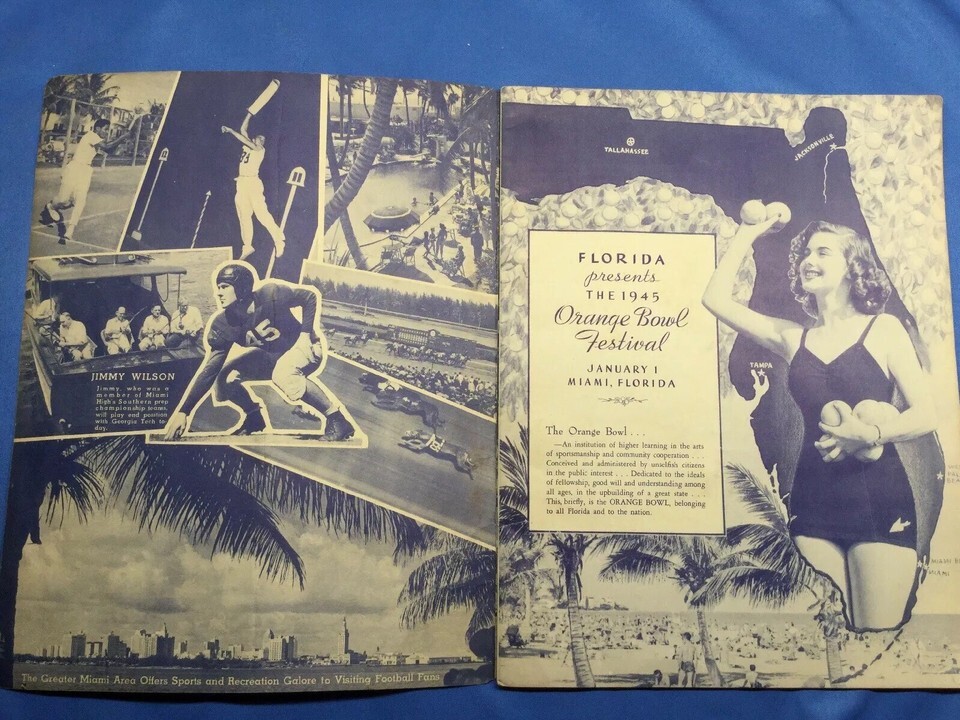 JIMMY WILSON
Jimmy, who was a
member of Miami
High's Southern prep
championship teams,
will play end position
with Georgia Tech to-
day.
45
The Greater Miami Area Offers Sports and Recreation Galore to Visiting Football Fans
TALLAHASSEE
JACKSONVILLE
FLORIDA
presents
THE 1945
Orange Bowl
Festival
JANUARY 1
MIAMI, FLORIDA
TAMPA
The Orange Bowl . . .
—An institution of higher learning in the arts
of sportsmanship and community cooperation . . .
Conceived and administered by unselfish citizens
in the public interest . . . Dedicated to the ideals
of fellowship, good will and understanding among
all ages, in the upbuilding of a great state . . .
This, briefly, is the ORANGE BOWL, belonging
to all Florida and to the nation.
MIAMI